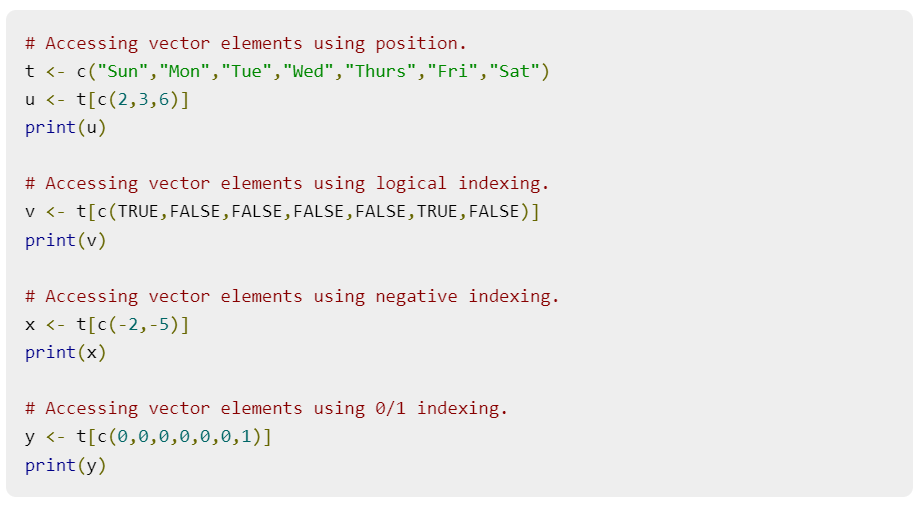 # Accessing vector elements using position.
t <- c("Sun","Mon","Tue","Wed","Thurs","Fri","Sat")
u <- t[c(2,3,6)]
print(u)

# Accessing vector elements using logical indexing.
v <- t[c(TRUE,FALSE,FALSE,FALSE,FALSE,TRUE,FALSE)]
print(v)

# Accessing vector elements using negative indexing.
x <- t[c(-2,-5)]
print(x)

# Accessing vector elements using 0/1 indexing.
y <- t[c(0,0,0,0,0,0,1)]
print(y)